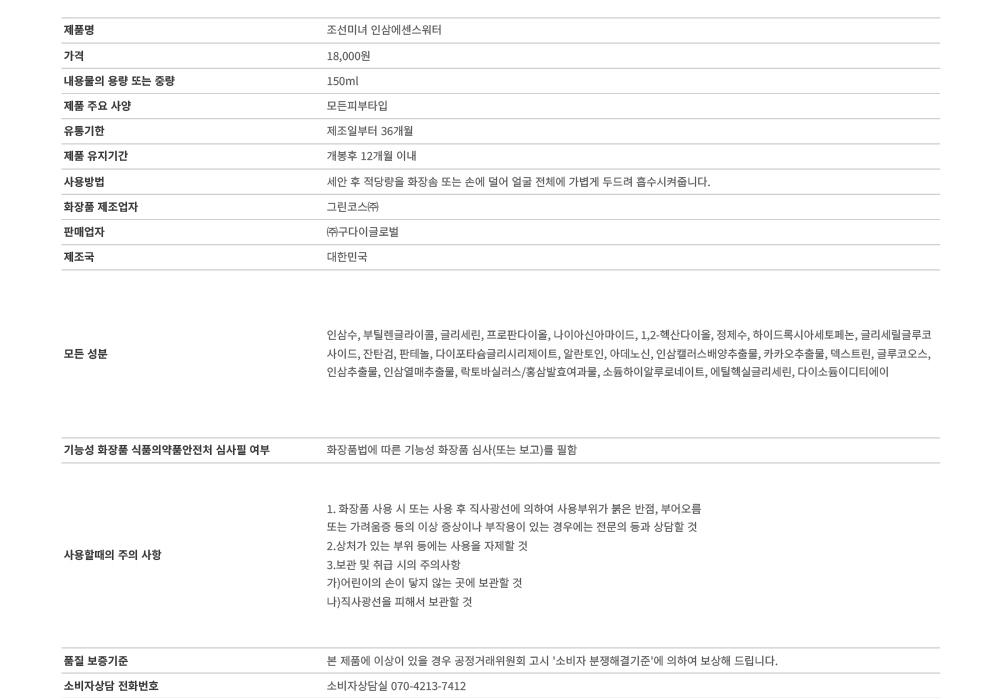 제품명 조선미녀 인삼에센스워터
가격 18,000원
내용물의 용량 또는 중량 150ml
제품 주요 사양 모든피부타입
유통기한 제조일부터 36개월
제품 유지기간 개봉후 12개월 이내
사용방법 세안 후 적당량을 화장솜 또는 손에 덜어 얼굴 전체에 가볍게 두드려 흡수시켜줍니다.
화장품 제조업자 그린코스㈜
판매업자 ㈜구다이글로벌
제조국 대한민국
모든 성분
인삼수, 부틸렌글라이콜, 글리세린, 프로판다이올, 나이아신아마이드, 1,2-헥산다이올, 정제수, 하이드록시아세토페논, 글리세릴글루코
사이드, 잔탄검, 판테놀, 다이포타슘글리시리제이트, 알란토인, 아데노신, 인삼캘러스배양추출물, 카카오추출물, 덱스트린, 글루코오스,
인삼추출물, 인삼열매추출물, 락토바실러스/홍삼발효여과물, 소듐하이알루로네이트, 에틸헥실글리세린, 다이소듐이디티에이
기능성 화장품 식품의약품안전처 심사필 여부 화장품법에 따른 기능성 화장품 심사(또는 보고)를 필함
사용할때의 주의 사항
1. 화장품 사용 시 또는 사용 후 직사광선에 의하여 사용부위가 붉은 반점, 부어오름
또는 가려움증 등의 이상 증상이나 부작용이 있는 경우에는 전문의 등과 상담할 것
2.상처가 있는 부위 등에는 사용을 자제할 것
3.보관 및 취급 시의 주의사항
가)어린이의 손이 닿지 않는 곳에 보관할 것
나)직사광선을 피해서 보관할 것
품질 보증기준 본 제품에 이상이 있을 경우 공정거래위원회 고시 '소비자 분쟁해결기준'에 의하여 보상해 드립니다.
소비자상담 전화번호 소비자상담실 070-4213-7412